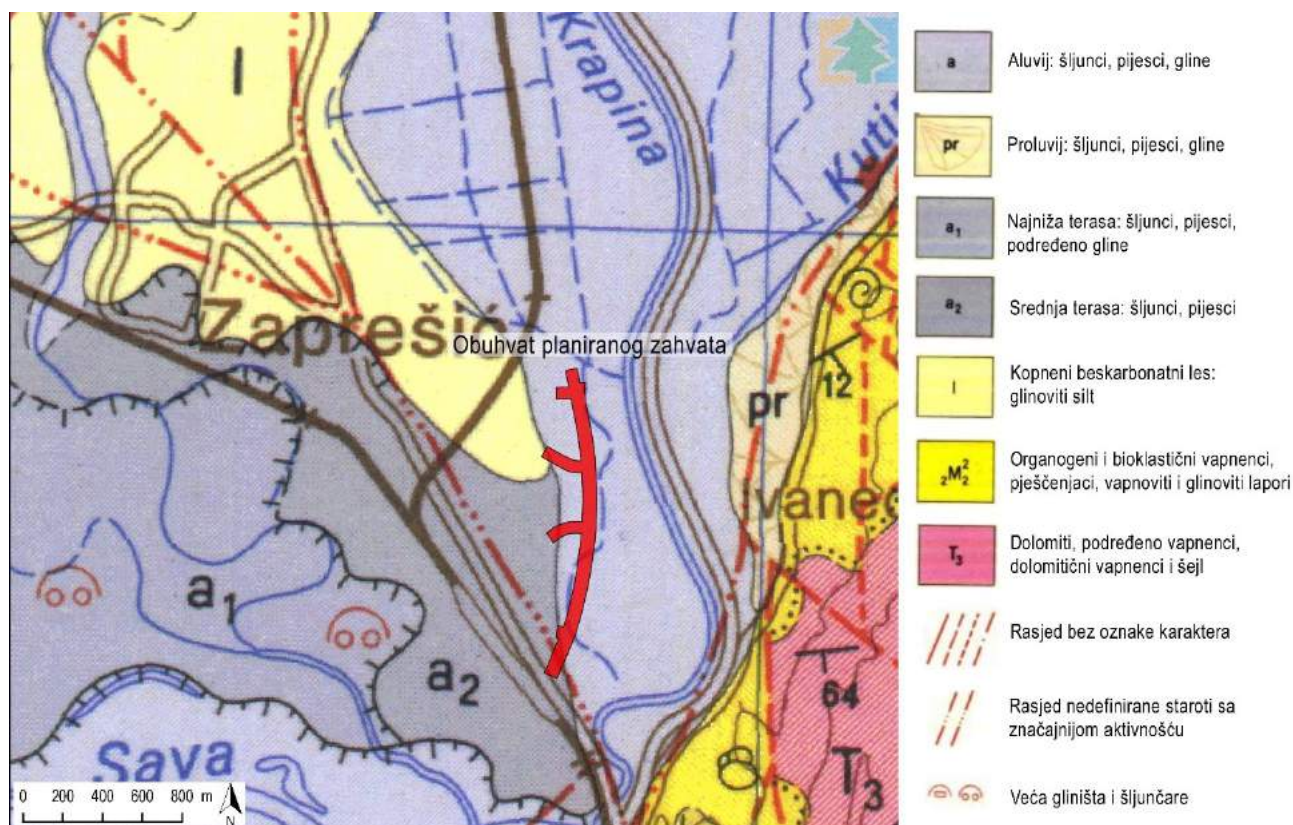 Krapina
Kutin
l
Zaprešić
Obuhvat planiranog zahvata
12
pr
Ivanec
a₁
a₂
64
T₃
Sava
0 200 400 600 800 m
N
a Aluvij: šljunci, pijesci, gline
pr Proluvij: šljunci, pijesci, gline
a₁ Najniža terasa: šljunci, pijesci,
podređeno gline
a₂ Srednja terasa: šljunci, pijesci
l Kopneni beskarbonatni les:
glinoviti silt
₂M₂² Organogeni i bioklastični vapnenci,
pješčenjaci, vapnoviti i glinoviti lapori
T₃ Dolomiti, podređeno vapnenci,
dolomitični vapnenci i šejl
Rasjed bez oznake karaktera
Rasjed nedefinirane staroti sa
značajnijom aktivnošću
Veća gliništa i šljunčare